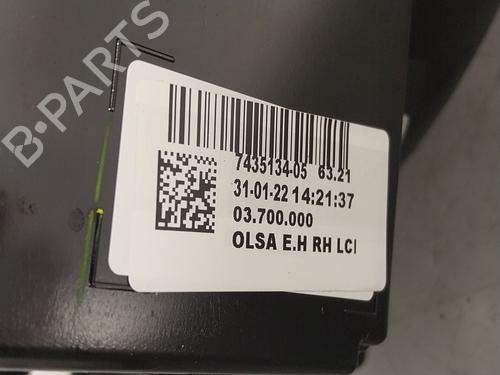 B-PARTS
7435134-05 63.21
31-01-22 14:21:37
03.700.000
OLSA E.H RH LCI